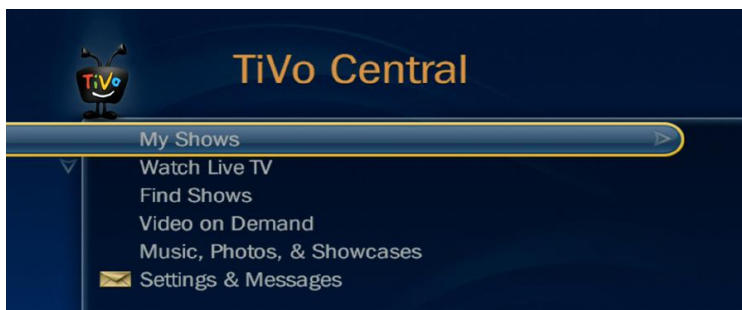 TiVo
TiVo Central
My Shows
Watch Live TV
Find Shows
Video on Demand
Music, Photos, & Showcases
Settings & Messages